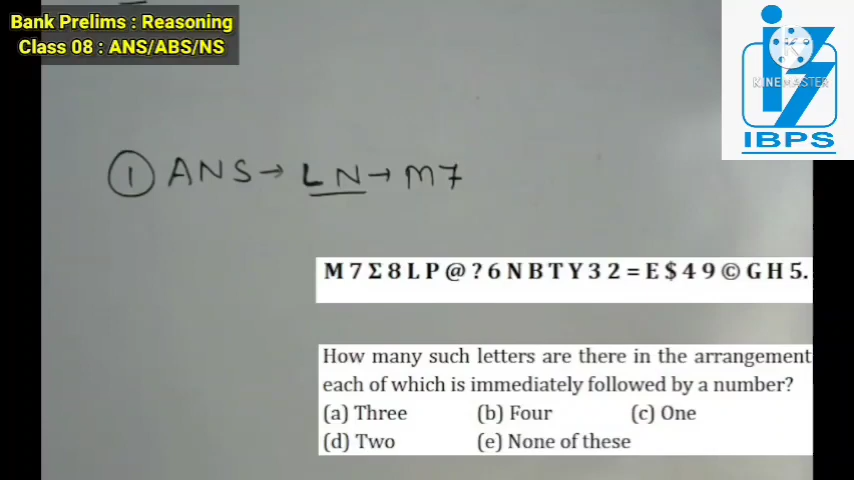 Bank Prelims : Reasoning
Class 08 : ANS/ABS/NS
KINEMASTER
IBPS
① ANS → LN → M7
M 7 Σ 8 L P @ ? 6 N B T Y 3 2 = E $ 4 9 © G H 5.
How many such letters are there in the arrangement
each of which is immediately followed by a number?
(a) Three (b) Four (c) One
(d) Two (e) None of these